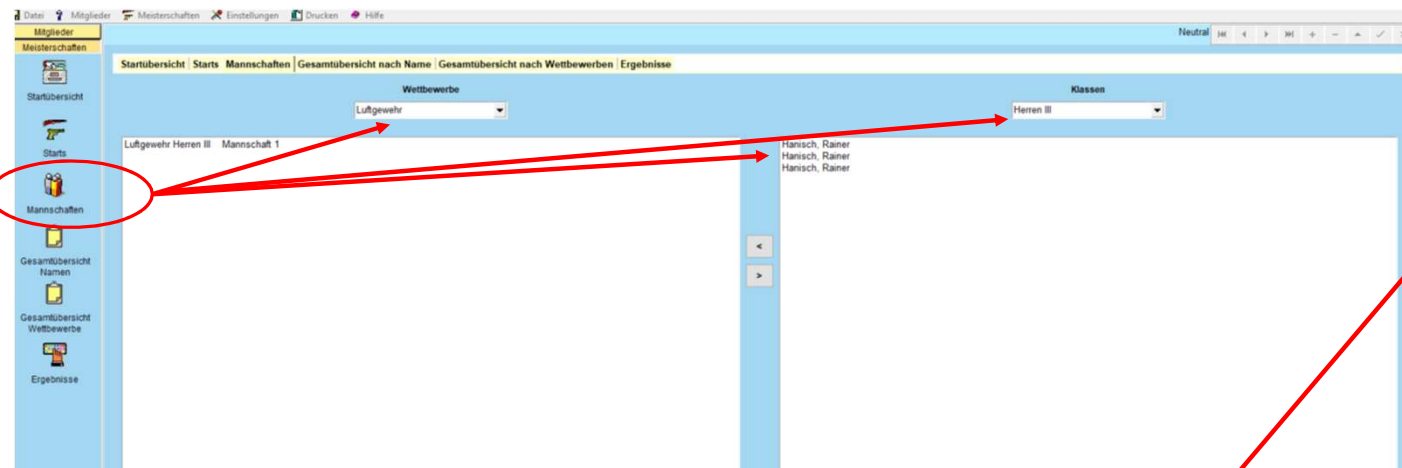 Datei Mitglieder Meisterschaften Einstellungen Drucken Hilfe
Mitglieder
Neutral
Meisterschaften
Startübersicht Starts Mannschaften Gesamtübersicht nach Name Gesamtübersicht nach Wettbewerben Ergebnisse
Wettbewerbe Klassen
Startübersicht
Luftgewehr Herren III
Starts
Luftgewehr Herren III Mannschaft 1
Hanisch, Rainer
Hanisch, Rainer
Hanisch, Rainer
Mannschaften
<
>
Gesamtübersicht
Namen
Gesamtübersicht
Wettbewerbe
Ergebnisse